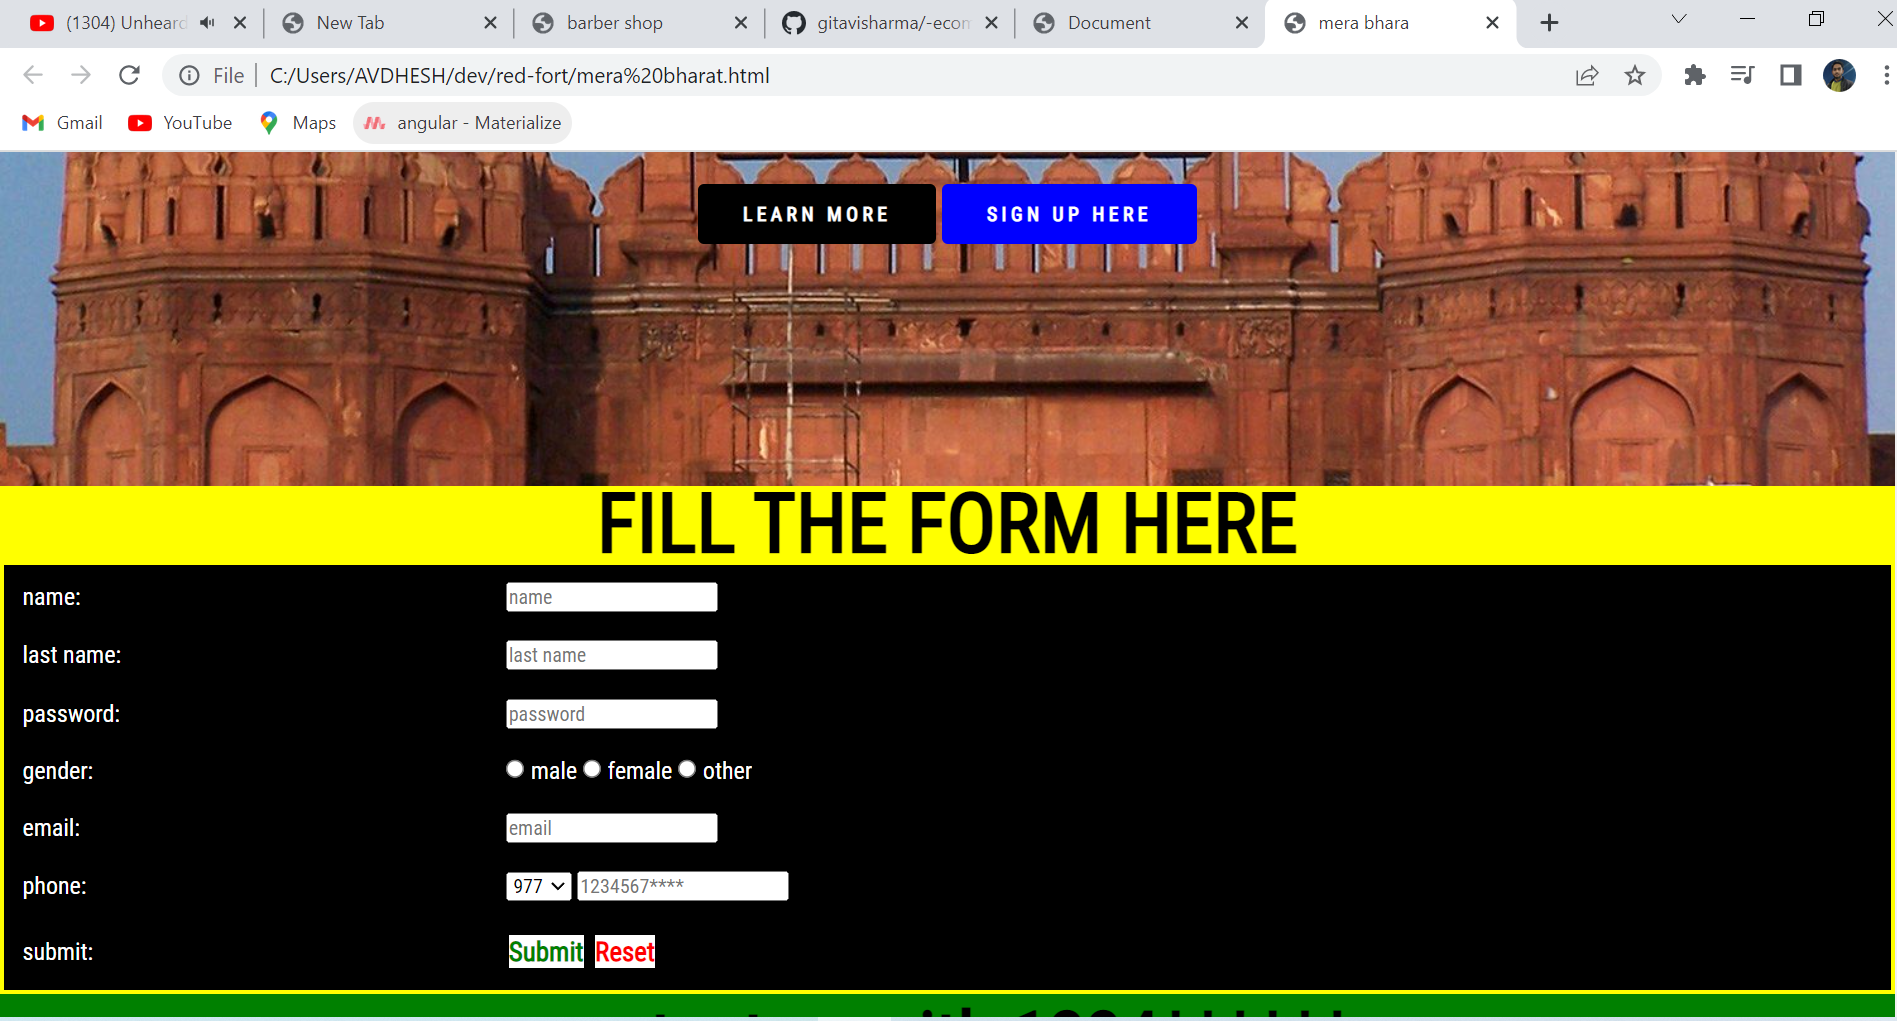 (1304) Unheard
New Tab
barber shop
gitavisharma/-econ
Document
mera bhara
File
C:/Users/AVDHESH/dev/red-fort/mera%20bharat.html
Gmail
YouTube
Maps
angular - Materialize
LEARN MORE
SIGN UP HERE
FILL THE FORM HERE
name: name
last name: last name
password: password
gender: male female other
email: email
phone: 977 1234567****
submit: Submit Reset